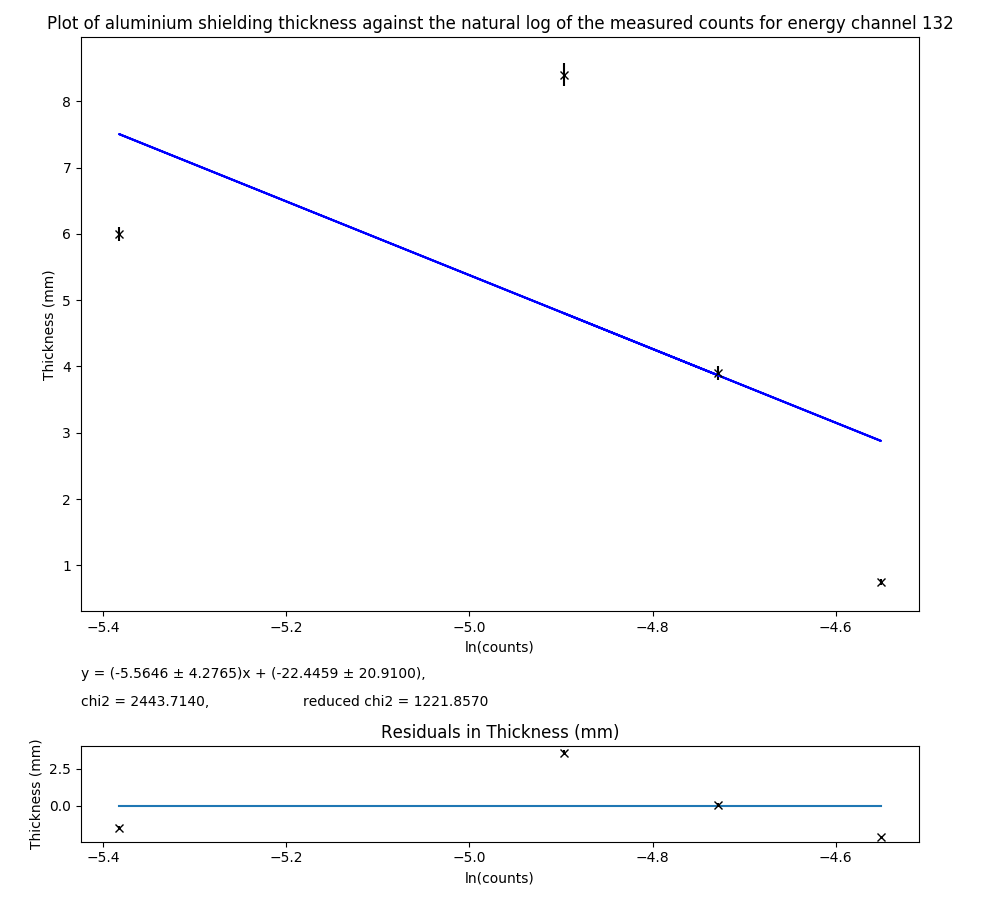 Plot of aluminium shielding thickness against the natural log of the measured counts for energy channel 132
Thickness (mm)
8
7
6
5
4
3
2
1
−5.4 −5.2 −5.0 −4.8 −4.6
ln(counts)
y = (-5.5646 ± 4.2765)x + (-22.4459 ± 20.9100),
chi2 = 2443.7140, reduced chi2 = 1221.8570
Residuals in Thickness (mm)
Thickness (mm)
2.5
0.0
−5.4 −5.2 −5.0 −4.8 −4.6
ln(counts)